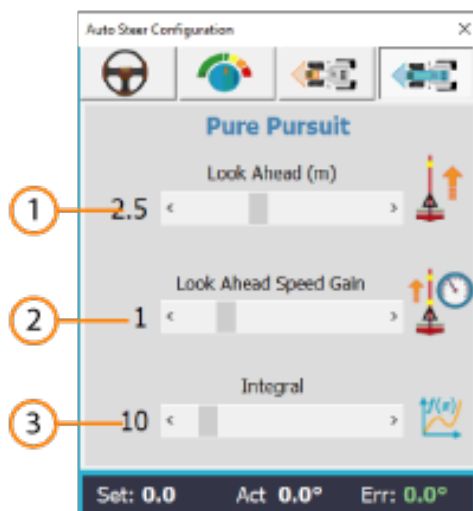 Auto Steer Configuration
Pure Pursuit
Look Ahead (m)
1 2.5
Look Ahead Speed Gain
2 1
Integral
3 10
f(x)
Set: 0.0 Act 0.0° Err: 0.0°